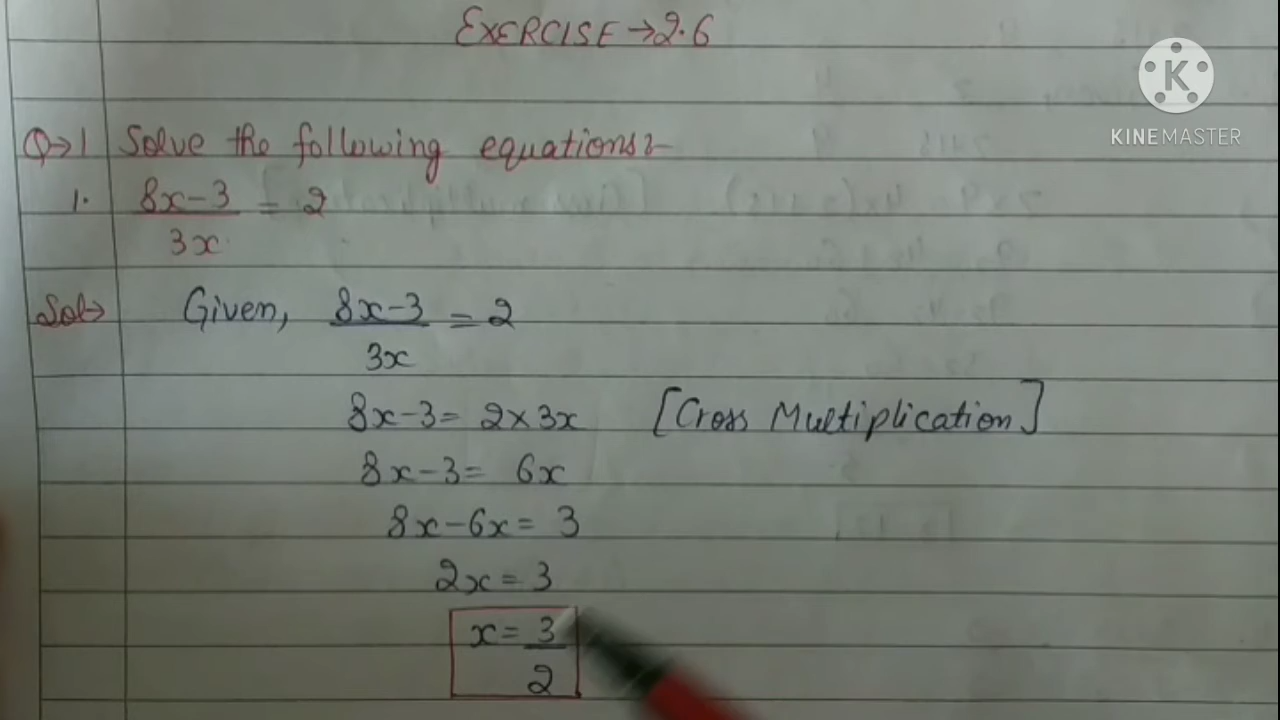 EXERCISE→2.6
K
KINEMASTER
Q→1 Solve the following equations:-
1. 8x-3 = 2
3x
Sol→ Given, 8x-3 = 2
3x
8x-3 = 2×3x [Cross Multiplication]
8x-3 = 6x
8x-6x = 3
2x = 3
x = 3
2